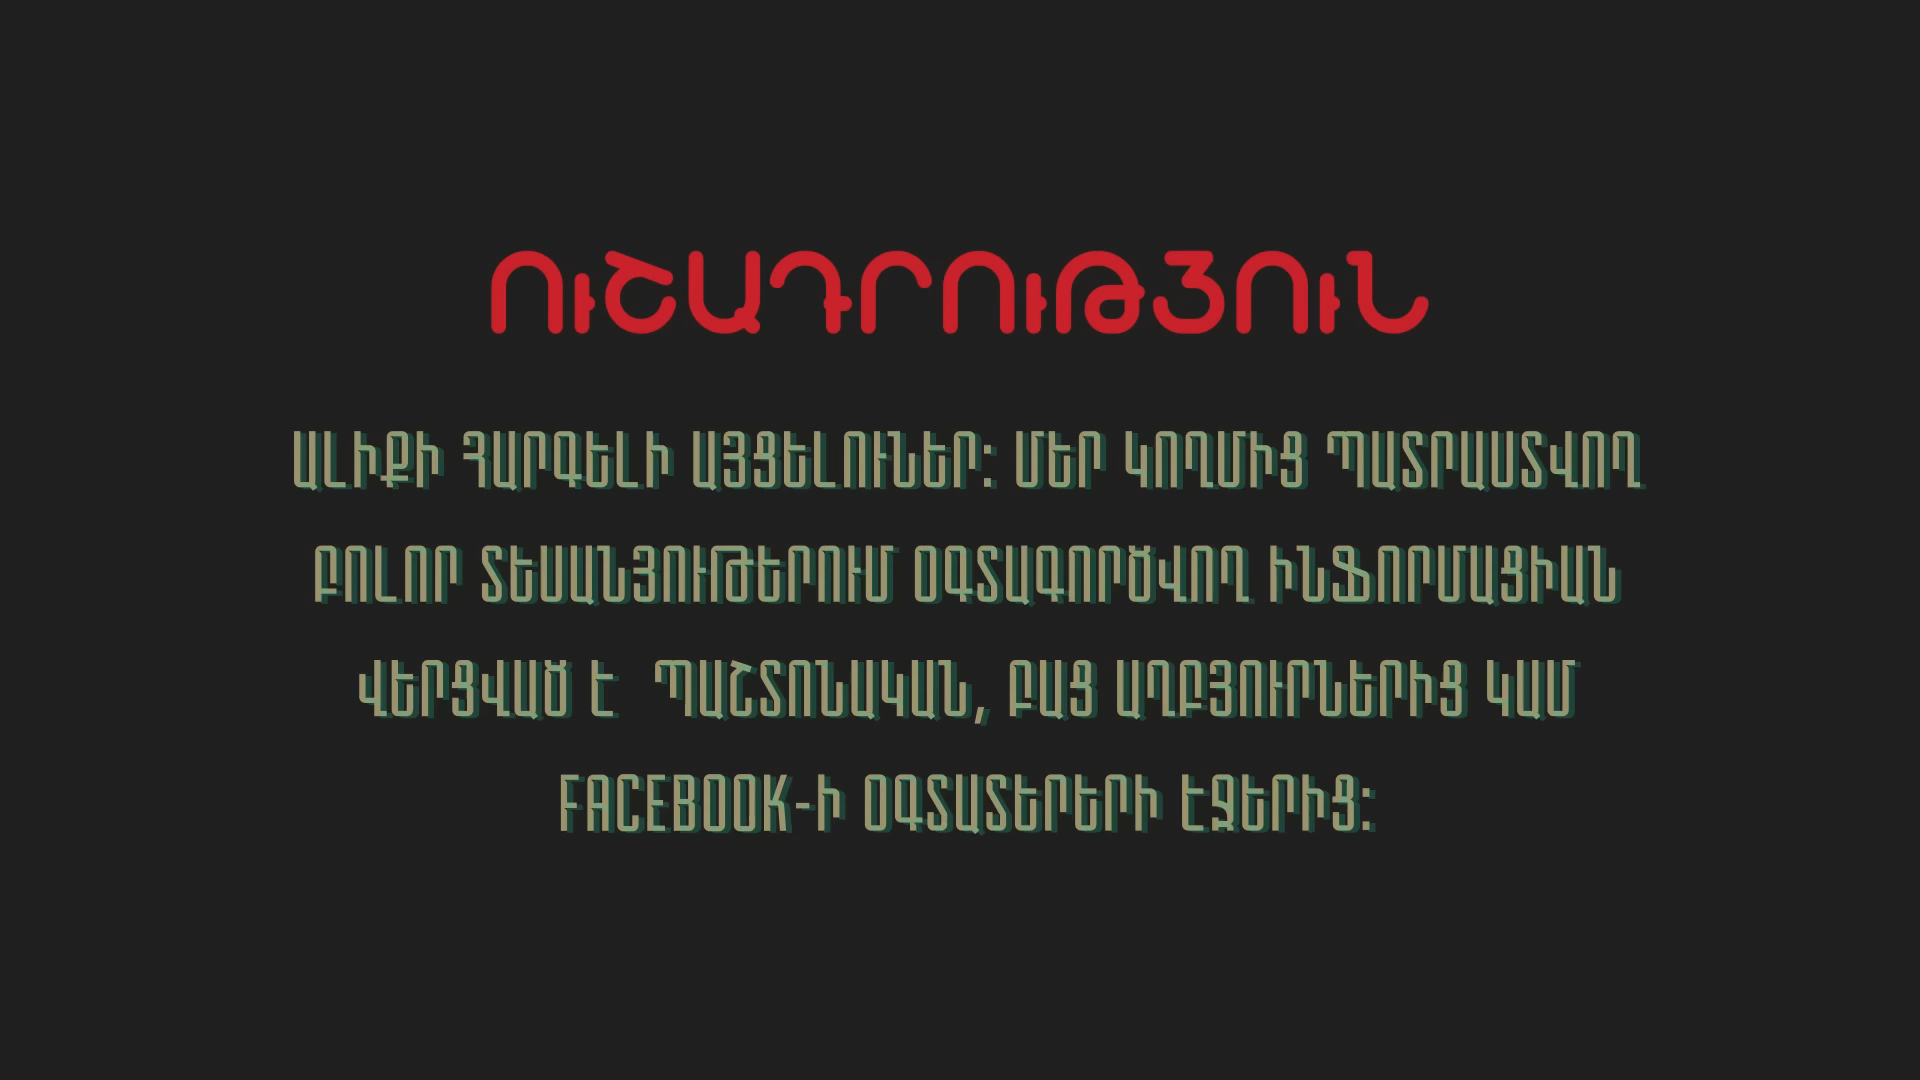 ՈւՇԱԴՐՈւԹՅՈւՆ
ԱԼԻՔԻ ՀԱՐԳԵԼԻ ԱՅՑԵԼՈՒՆԵՐ: ՄԵՐ ԿՈՂՄԻՑ ՊԱՏՐԱՍՏՎՈՂ
ԲՈԼՈՐ ՏԵՍԱՆՅՈՒԹԵՐՈՒՄ ՕԳՏԱԳՈՐԾՎՈՂ ԻՆՖՈՐՄԱՑԻԱՆ
ՎԵՐՑՎԱԾ Է ՊԱՇՏՈՆԱԿԱՆ, ԲԱՑ ԱՂԲՅՈՒՐՆԵՐԻՑ ԿԱՄ
FACEBOOK-Ի ՕԳՏԱՏԵՐԵՐԻ ԷՋԵՐԻՑ: